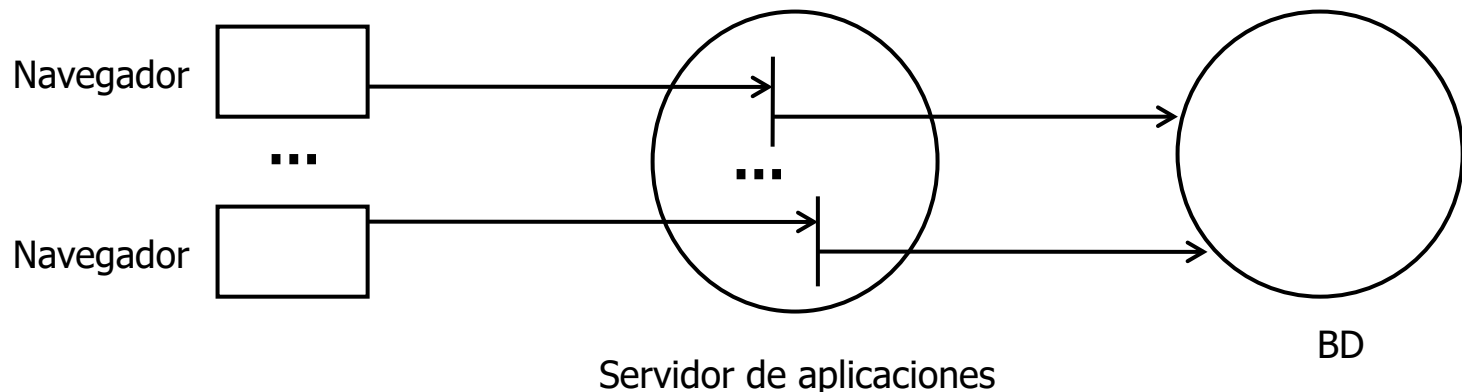 Navegador
...
...
Navegador
BD
Servidor de aplicaciones